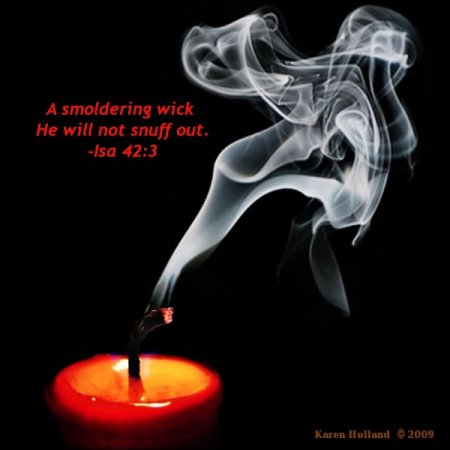 A smoldering wick
He will not snuff out.
-Isa 42:3
Karen Holland © 2009